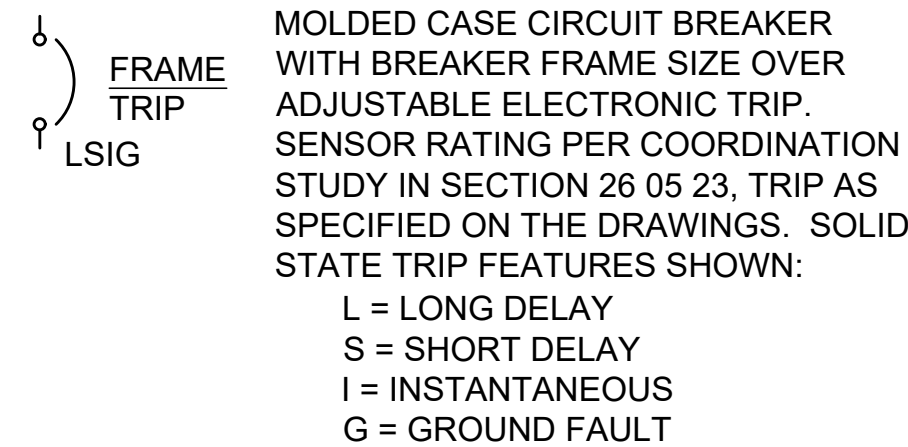 FRAME
TRIP
LSIG
MOLDED CASE CIRCUIT BREAKER
WITH BREAKER FRAME SIZE OVER
ADJUSTABLE ELECTRONIC TRIP.
SENSOR RATING PER COORDINATION
STUDY IN SECTION 26 05 23, TRIP AS
SPECIFIED ON THE DRAWINGS.  SOLID
STATE TRIP FEATURES SHOWN:
L = LONG DELAY
S = SHORT DELAY
I = INSTANTANEOUS
G = GROUND FAULT